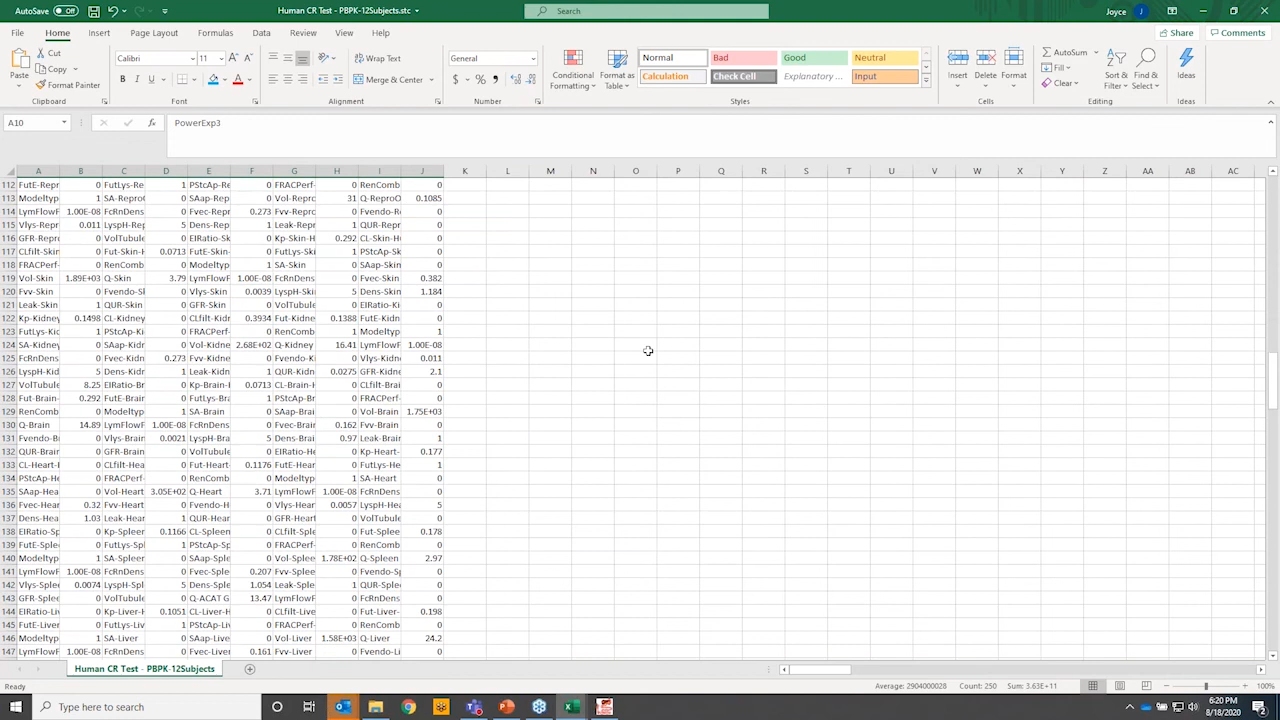 AutoSave Off Human CR Test - PBPK-12Subjects.stc Search Joyce J
File Home Insert Page Layout Formulas Data Review View Help Share Comments
Paste Cut Copy Format Painter Clipboard
Calibri 11 B I U Font
Wrap Text Merge & Center Alignment
General $ % Number
Conditional Formatting Format as Table
Normal Bad Good Neutral
Calculation Check Cell Explanatory ... Input
Styles
Insert Delete Format Cells
AutoSum Fill Clear Sort & Filter Find & Select Editing
Ideas Ideas
A10 fx PowerExp3
A B C D E F G H I J K L M N O P Q R S T U V W X Y Z AA AB AC
112 FutE-Repr 0 FutLys-Re 1 PStcAp-Re 0 FRACPerf- 0 RenComb 0
113 Modeltyp 1 SA-ReproO 0 SAap-Rep 0 Vol-Repro 31 Q-ReproO 0.1085
114 LymFlowF 1.00E-08 FcRnDens 0 Fvec-Repr 0.273 Fvv-Repro 0 Fvendo-Re 0
115 Vlys-Repr 0.011 LyspH-Rep 5 Dens-Repr 1 Leak-Repr 1 QUR-Repr 0
116 GFR-Repro 0 VolTubule 0 EIRatio-Sk 0 Kp-Skin-H 0.292 CL-Skin-Hu 0
117 CLfilt-Skin 0 Fut-Skin-H 0.0713 FutE-Skin- 0 FutLys-Ski 1 PStcAp-Sk 0
118 FRACPerf- 0 RenComb 0 Modeltyp 1 SA-Skin 0 SAap-Skin 0
119 Vol-Skin 1.89E+03 Q-Skin 3.79 LymFlowF 1.00E-08 FcRnDens 0 Fvec-Skin 0.382
120 Fvv-Skin 0 Fvendo-Sk 0 Vlys-Skin 0.0039 LyspH-Ski 5 Dens-Skin 1.184
121 Leak-Skin 1 QUR-Skin 0 GFR-Skin 0 VolTubule 0 EIRatio-Ki 0
122 Kp-Kidney 0.1498 CL-Kidney 0 CLfilt-Kid 0.3934 Fut-Kidne 0.1388 FutE-Kidn 0
123 FutLys-Kid 1 PStcAp-Ki 0 FRACPerf- 0 RenComb 1 Modeltyp 1
124 SA-Kidney 0 SAap-Kid 0 Vol-Kidne 2.68E+02 Q-Kidney 16.41 LymFlowF 1.00E-08
125 FcRnDens 0 Fvec-Kidn 0.273 Fvv-Kidne 0 Fvendo-Ki 0 Vlys-Kidne 0.011
126 LyspH-Kid 5 Dens-Kidn 1 Leak-Kidn 1 QUR-Kidn 0.0275 GFR-Kidne 2.1
127 VolTubule 8.25 EIRatio-Br 0 Kp-Brain-H 0.0713 CL-Brain-H 0 CLfilt-Brai 0
128 Fut-Brain- 0.292 FutE-Brai 0 FutLys-Bra 1 PStcAp-Br 0 FRACPerf- 0
129 RenComb 0 Modeltyp 1 SA-Brain 0 SAap-Brai 0 Vol-Brain 1.75E+03
130 Q-Brain 14.89 LymFlowF 1.00E-08 FcRnDens 0 Fvec-Brain 0.162 Fvv-Brain 0
131 Fvendo-B 0 Vlys-Brain 0.0021 LyspH-Bra 5 Dens-Brai 0.97 Leak-Brain 1
132 QUR-Brain 0 GFR-Brain 0 VolTubule 0 EIRatio-He 0 Kp-Heart- 0.177
133 CL-Heart-H 0 CLfilt-Hea 0 Fut-Heart- 0.1176 FutE-Hear 0 FutLys-He 1
134 PStcAp-He 0 FRACPerf- 0 RenComb 0 Modeltyp 1 SA-Heart 0
135 SAap-Hea 0 Vol-Heart 3.05E+02 Q-Heart 3.71 LymFlowF 1.00E-08 FcRnDens 0
136 Fvec-Hear 0.32 Fvv-Heart 0 Fvendo-H 0 Vlys-Heart 0.0057 LyspH-Hea 5
137 Dens-Hea 1.03 Leak-Heart 1 QUR-Heart 0 GFR-Heart 0 VolTubule 0
138 EIRatio-Sp 0 Kp-Spleen 0.1166 CL-Spleen 0 CLfilt-Sple 0 Fut-Splee 0.178
139 FutE-Sple 0 FutLys-Spl 1 PStcAp-Sp 0 FRACPerf- 0 RenComb 0
140 Modeltyp 1 SA-Spleen 0 SAap-Sple 0 Vol-Splee 1.78E+02 Q-Spleen 2.97
141 LymFlowF 1.00E-08 FcRnDens 0 Fvec-Sple 0.207 Fvv-Splee 0 Fvendo-Sp 0
142 Vlys-Splee 0.0074 LyspH-Sple 5 Dens-Sple 1.054 Leak-Splee 1 QUR-Splee 0
143 GFR-Splee 0 VolTubule 0 Q-ACAT G 13.47 LymFlowF 0 FcRnDens 0
144 EIRatio-Liv 0 Kp-Liver-H 0.1051 CL-Liver-H 0 CLfilt-Live 0 Fut-Liver- 0.198
145 FutE-Liver 0 FutLys-Liv 1 PStcAp-Liv 0 FRACPerf- 0 RenComb 0
146 Modeltyp 1 SA-Liver 0 SAap-Live 0 Vol-Liver 1.58E+03 Q-Liver 24.2
147 LymFlowF 1.00E-08 FcRnDens 0 Fvec-Liver 0.161 Fvv-Liver 0 Fvendo-Li 0
Human CR Test - PBPK-12Subjects
Ready Average: 2904000028 Count: 250 Sum: 3.63E+11 100%
Type here to search 6:20 PM
8/18/2020